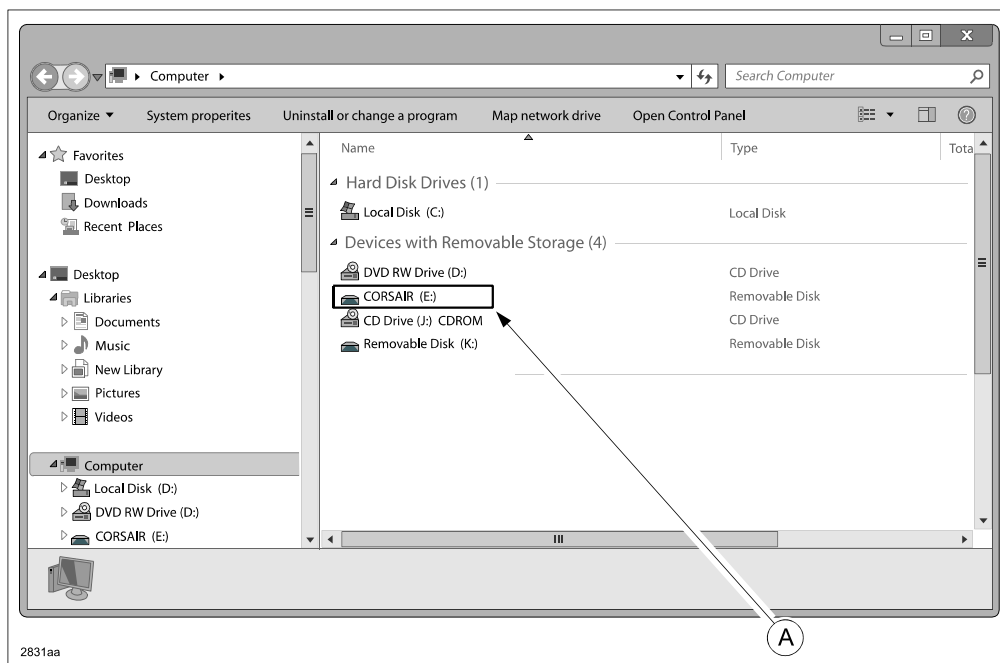 X
Computer
Search Computer
Organize System properites Uninstall or change a program Map network drive Open Control Panel ?
Favorites
Desktop
Downloads
Recent Places
Desktop
Libraries
Documents
Music
New Library
Pictures
Videos
Computer
Local Disk (D:)
DVD RW Drive (D:)
CORSAIR (E:)
Name Type Tota
Hard Disk Drives (1)
Local Disk (C:) Local Disk
Devices with Removable Storage (4)
DVD RW Drive (D:) CD Drive
CORSAIR (E:) Removable Disk
CD Drive (J:) CDROM CD Drive
Removable Disk (K:) Removable Disk
A
2831aa